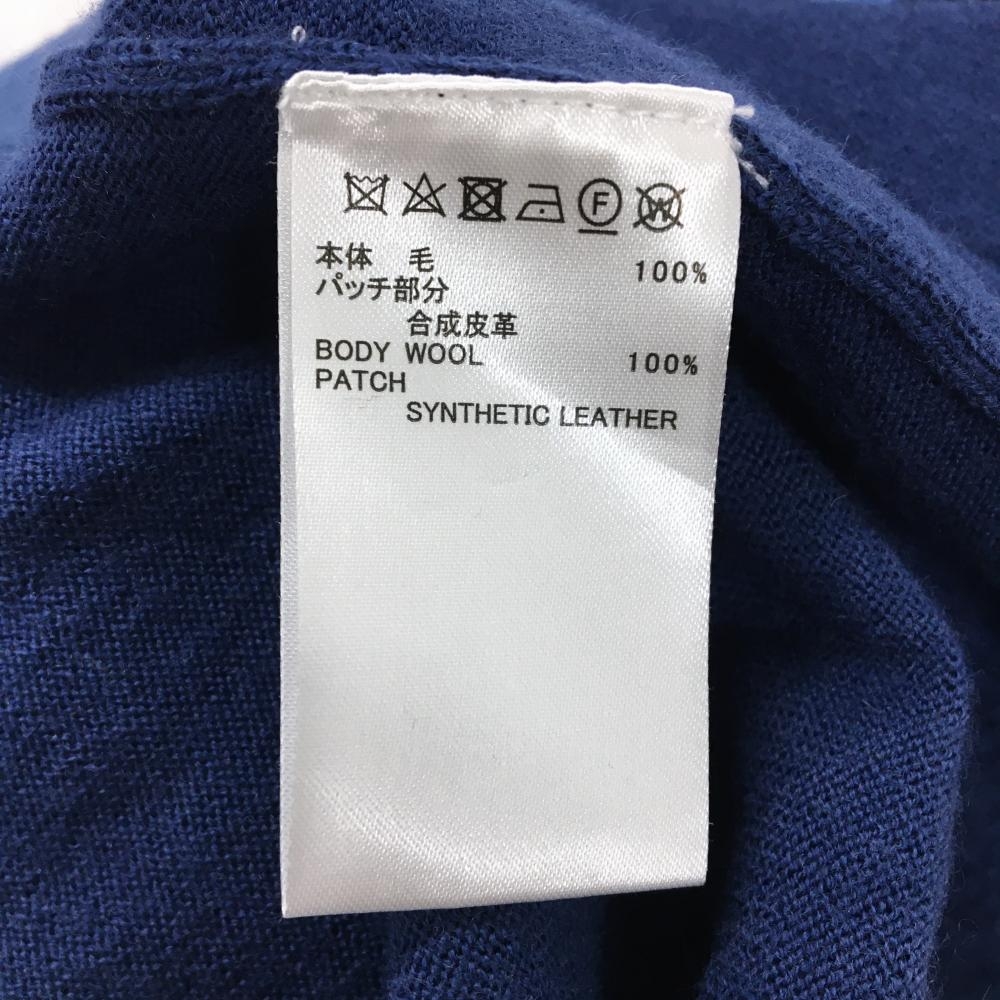 F W
本体 毛 100%
パッチ部分
合成皮革
BODY WOOL 100%
PATCH
SYNTHETIC LEATHER